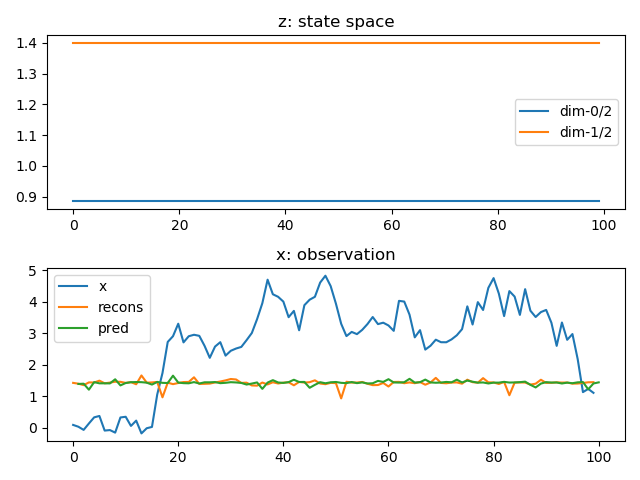 z: state space
1.4
1.3
1.2
1.1
1.0
0.9
dim-0/2
dim-1/2
0 20 40 60 80 100
x: observation
5
4
3
2
1
0
x
recons
pred
0 20 40 60 80 100